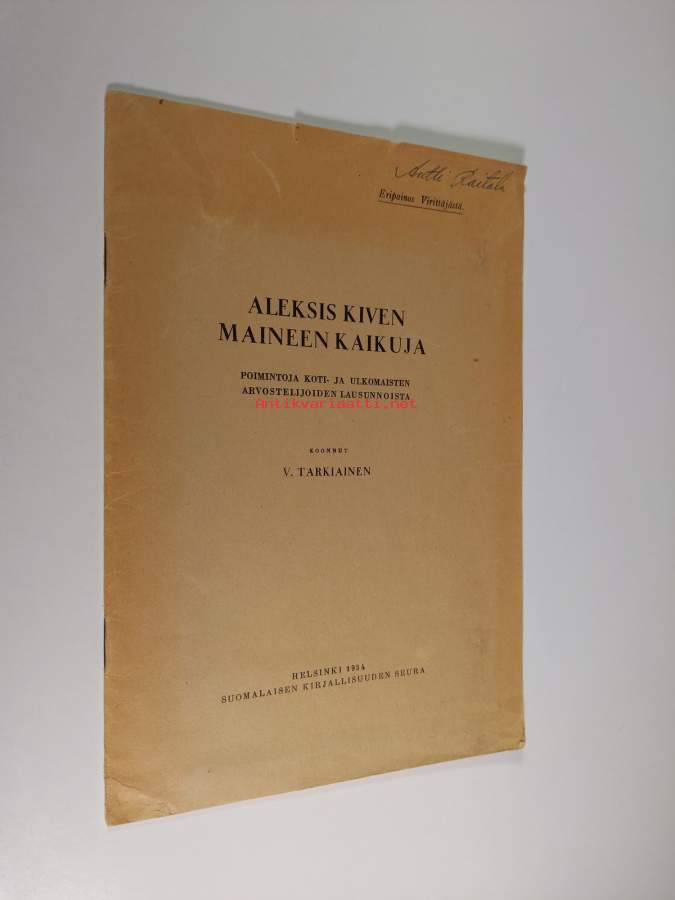 Antti Raitala
Eripainos Virittäjästä.
ALEKSIS KIVEN
MAINEEN KAIKUJA
POIMINTOJA KOTI- JA ULKOMAISTEN
ARVOSTELIJOIDEN LAUSUNNOISTA
Antikvariaatti.net
KOONNUT
V. TARKIAINEN
HELSINKI 1934
SUOMALAISEN KIRJALLISUUDEN SEURA